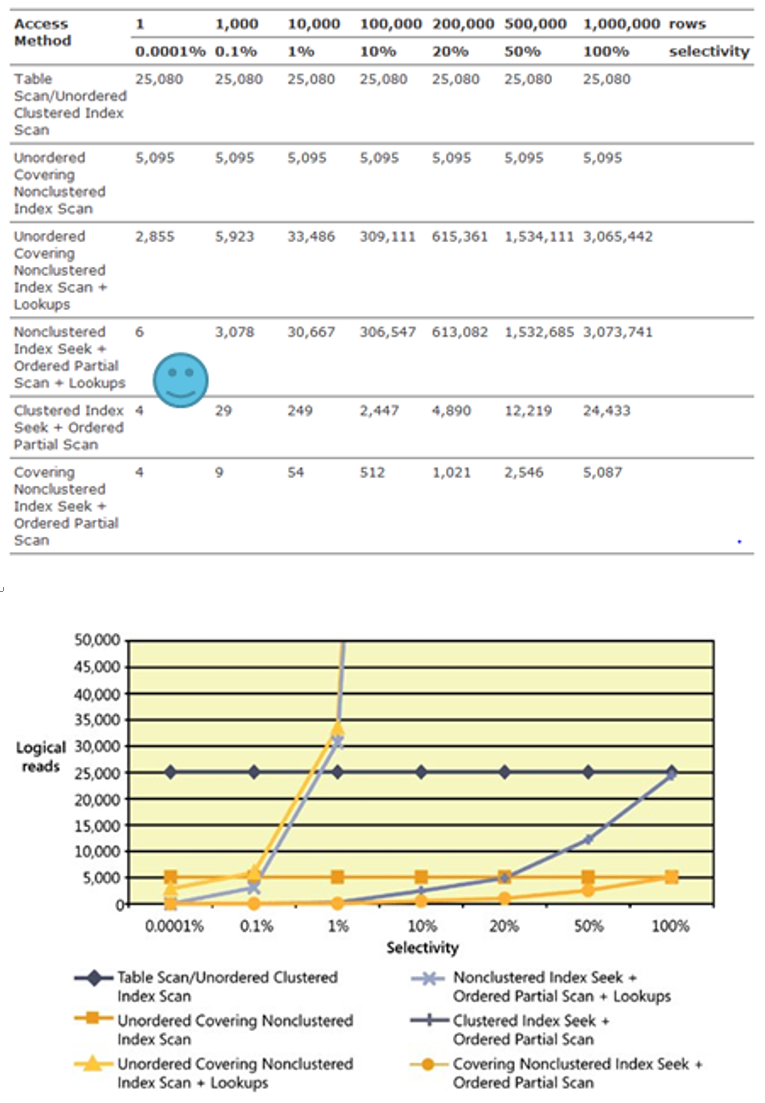 Access Method 1 1,000 10,000 100,000 200,000 500,000 1,000,000 rows
0.0001% 0.1% 1% 10% 20% 50% 100% selectivity
Table Scan/Unordered Clustered Index Scan 25,080 25,080 25,080 25,080 25,080 25,080 25,080
Unordered Covering Nonclustered Index Scan 5,095 5,095 5,095 5,095 5,095 5,095 5,095
Unordered Covering Nonclustered Index Scan + Lookups 2,855 5,923 33,486 309,111 615,361 1,534,111 3,065,442
Nonclustered Index Seek + Ordered Partial Scan + Lookups 6 3,078 30,667 306,547 613,082 1,532,685 3,073,741
Clustered Index Seek + Ordered Partial Scan 4 29 249 2,447 4,890 12,219 24,433
Covering Nonclustered Index Seek + Ordered Partial Scan 4 9 54 512 1,021 2,546 5,087
50,000
45,000
40,000
35,000
30,000
25,000
20,000
15,000
10,000
5,000
0
Logical
reads
0.0001% 0.1% 1% 10% 20% 50% 100%
Selectivity
Table Scan/Unordered Clustered
Index Scan
Unordered Covering Nonclustered
Index Scan
Unordered Covering Nonclustered
Index Scan + Lookups
Nonclustered Index Seek +
Ordered Partial Scan + Lookups
Clustered Index Seek +
Ordered Partial Scan
Covering Nonclustered Index Seek +
Ordered Partial Scan